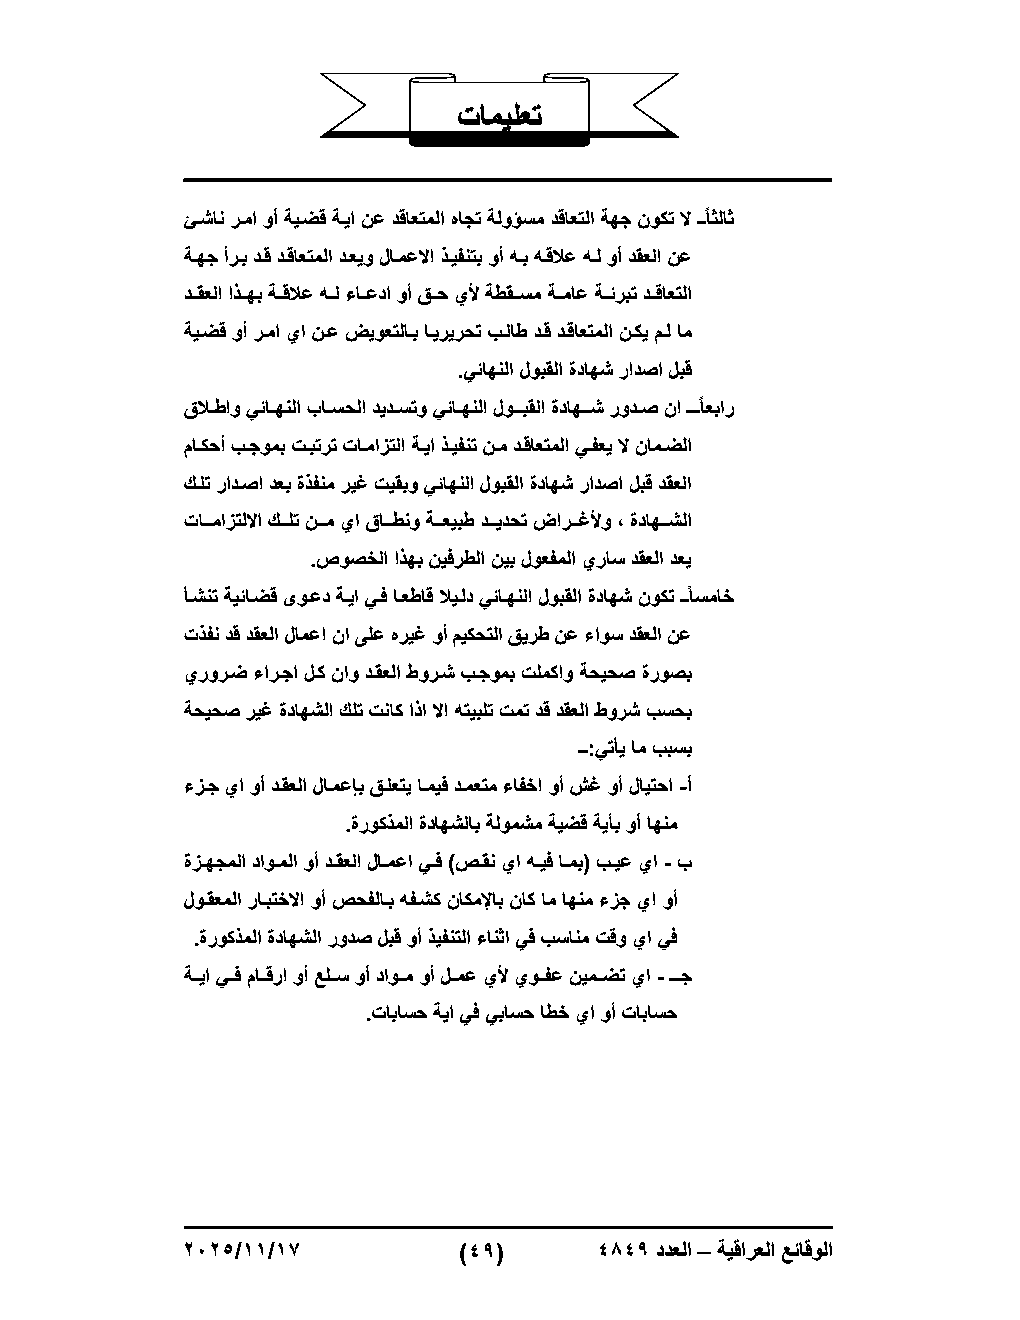 تعليمات
ثالثاًـ لا تكون جهة التعاقد مسؤولة تجاه المتعاقد عن اية قضية أو امر ناشئ
عن العقد أو له علاقه به أو بتنفيذ الاعمال ويعد المتعاقد قد برأ جهة
التعاقد تبرئة عامة مسقطة لأي حق أو ادعاء له علاقة بهذا العقد
ما لم يكن المتعاقد قد طالب تحريريا بالتعويض عن اي امر أو قضية
قبل اصدار شهادة القبول النهائي.
رابعاًـ ان صدور شهادة القبول النهائي وتسديد الحساب النهائي واطلاق
الضمان لا يعفي المتعاقد من تنفيذ اية التزامات ترتبت بموجب أحكام
العقد قبل اصدار شهادة القبول النهائي وبقيت غير منفذة بعد اصدار تلك
الشهادة ، ولأغراض تحديد طبيعة ونطاق اي من تلك الالتزامات
يعد العقد ساري المفعول بين الطرفين بهذا الخصوص.
خامساًـ تكون شهادة القبول النهائي دليلا قاطعا في اية دعوى قضائية تنشأ
عن العقد سواء عن طريق التحكيم أو غيره على ان اعمال العقد قد نفذت
بصورة صحيحة واكملت بموجب شروط العقد وان كل اجراء ضروري
بحسب شروط العقد قد تمت تلبيته الا اذا كانت تلك الشهادة غير صحيحة
بسبب ما يأتي:ـ
أ- احتيال أو غش أو اخفاء متعمد فيما يتعلق بإعمال العقد أو اي جزء
منها أو بأية قضية مشمولة بالشهادة المذكورة.
ب - اي عيب (بما فيه اي نقص) في اعمال العقد أو المواد المجهزة
أو اي جزء منها ما كان بالإمكان كشفه بالفحص أو الاختبار المعقول
في اي وقت مناسب في اثناء التنفيذ أو قبل صدور الشهادة المذكورة.
جـ - اي تضمين عفوي لأي عمل أو مواد أو سلع أو ارقام في اية
حسابات أو اي خطا حسابي في اية حسابات.
الوقائع العراقية – العدد ٤٨٤٩ (٤٩) ٢٠٢٥/١١/١٧